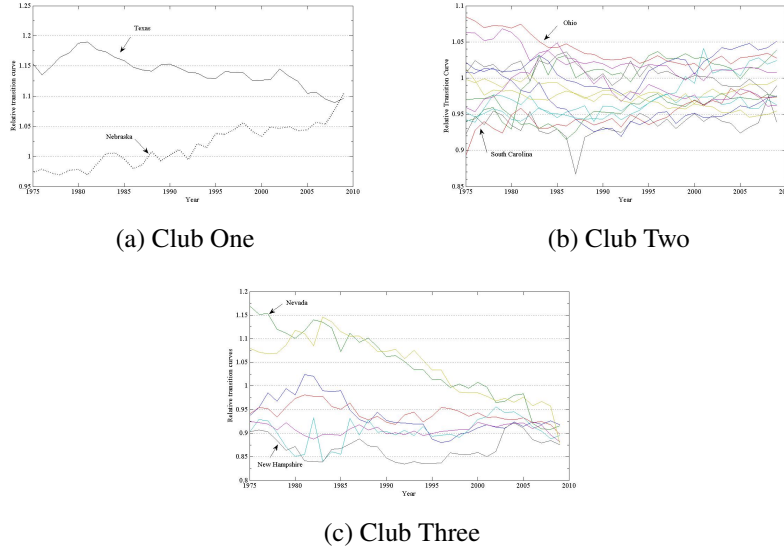 1.25
1.2
1.15
1.1
1.05
1
0.95
1975 1980 1985 1990 1995 2000 2005 2010
Year
Relative transition curve
Texas
Nebraska
(a) Club One
1.1
1.05
1
0.95
0.9
0.85
1975 1980 1985 1990 1995 2000 2005 2010
Year
Relative Transition Curve
Ohio
South Carolina
(b) Club Two
1.2
1.15
1.1
1.05
1
0.95
0.9
0.85
0.8
1975 1980 1985 1990 1995 2000 2005 2010
Year
Relative transition curves
Nevada
New Hampshire
(c) Club Three